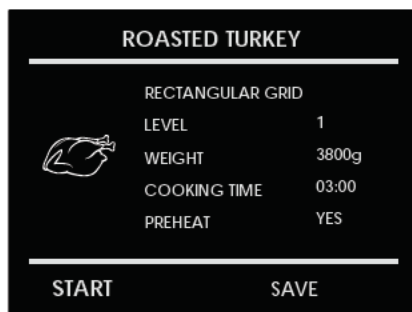 ROASTED TURKEY
RECTANGULAR GRID
LEVEL 1
WEIGHT 3800g
COOKING TIME 03:00
PREHEAT YES
START SAVE